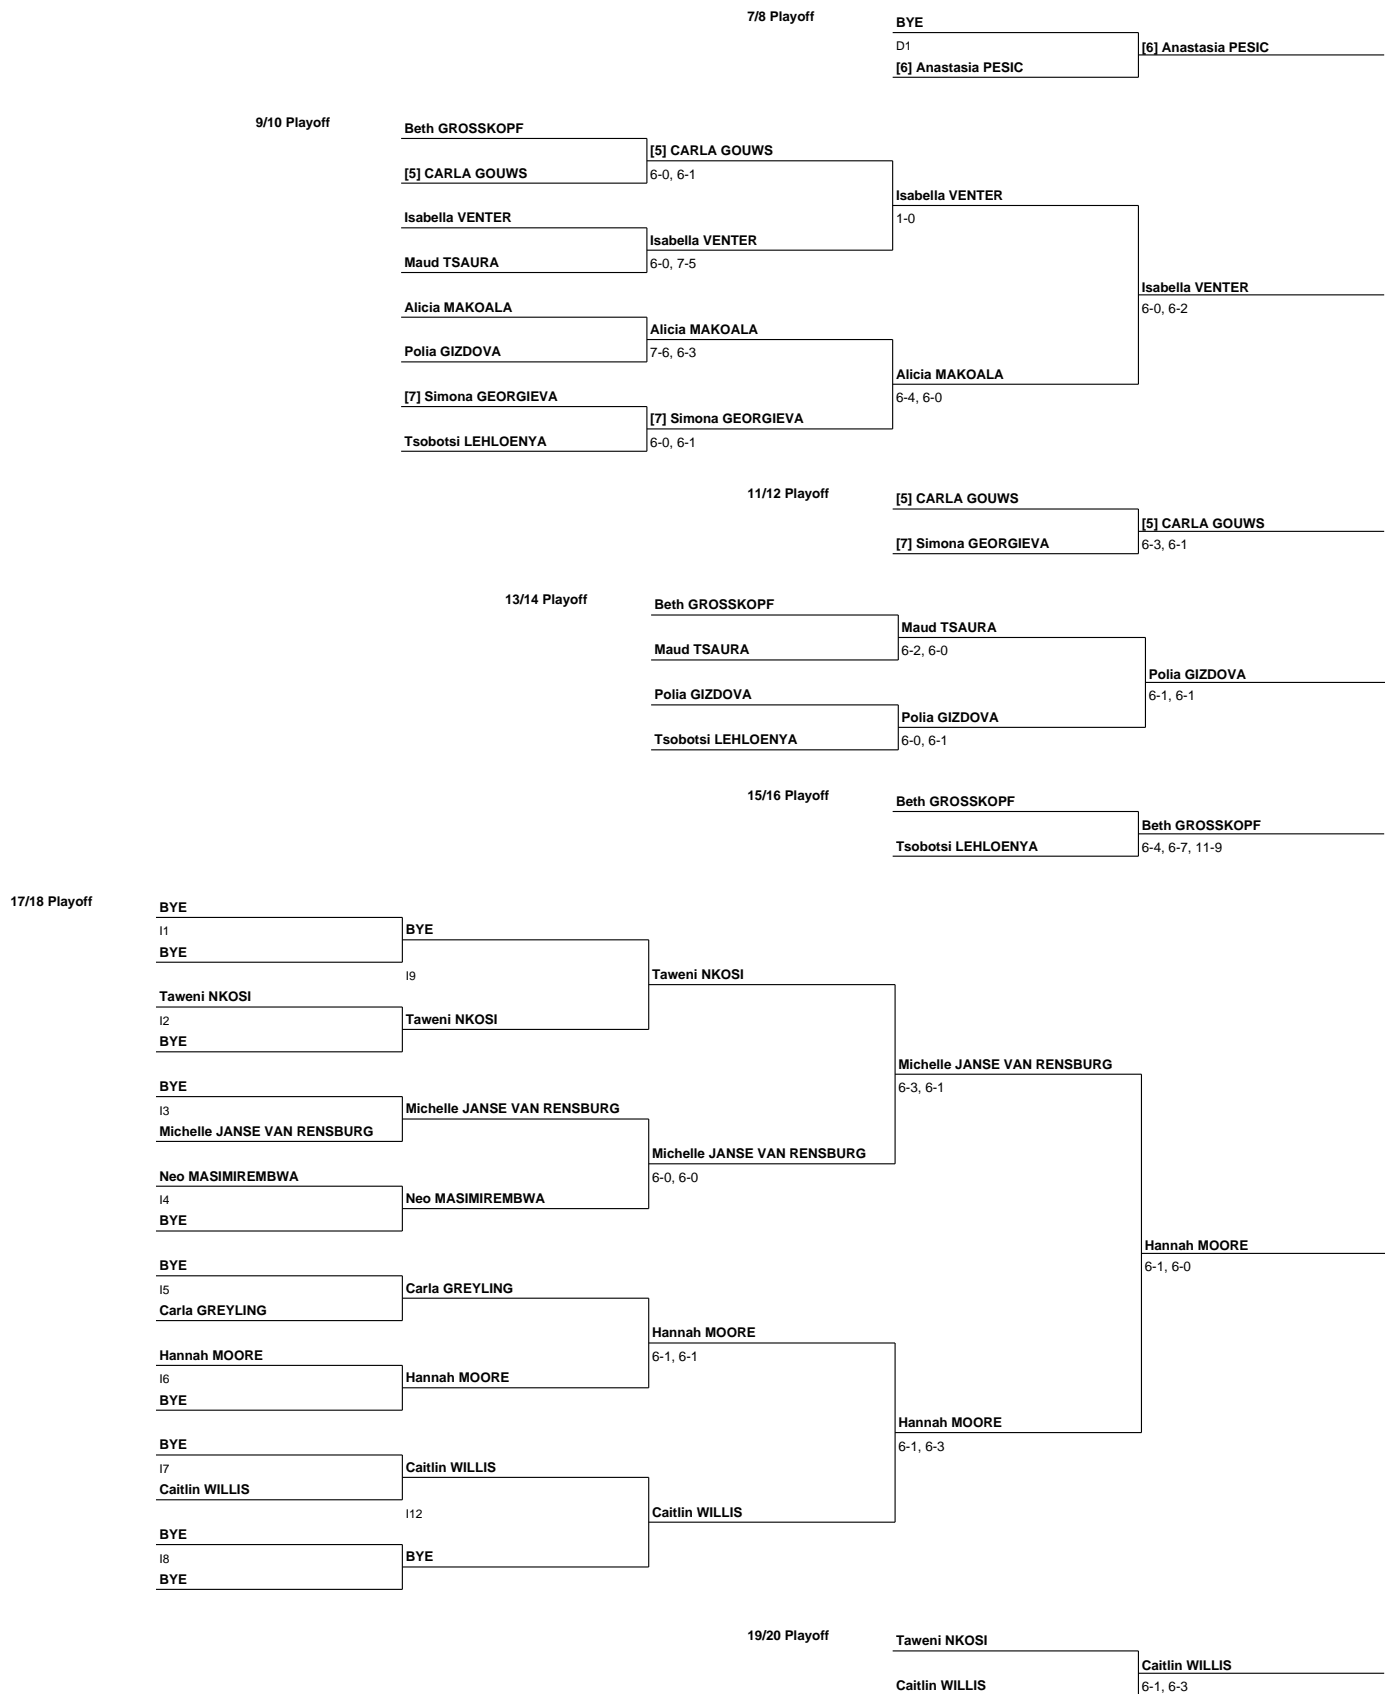 7/8 Playoff
BYE
D1
[6] Anastasia PESIC
[6] Anastasia PESIC
9/10 Playoff
Beth GROSSKOPF
[5] CARLA GOUWS
[5] CARLA GOUWS
6-0, 6-1
Isabella VENTER
1-0
Isabella VENTER
Isabella VENTER
Maud TSAURA
6-0, 7-5
Isabella VENTER
6-0, 6-2
Alicia MAKOALA
Alicia MAKOALA
Polia GIZDOVA
7-6, 6-3
Alicia MAKOALA
6-4, 6-0
[7] Simona GEORGIEVA
[7] Simona GEORGIEVA
Tsobotsi LEHLOENYA
6-0, 6-1
11/12 Playoff
[5] CARLA GOUWS
[5] CARLA GOUWS
[7] Simona GEORGIEVA
6-3, 6-1
13/14 Playoff
Beth GROSSKOPF
Maud TSAURA
Maud TSAURA
6-2, 6-0
Polia GIZDOVA
6-1, 6-1
Polia GIZDOVA
Polia GIZDOVA
Tsobotsi LEHLOENYA
6-0, 6-1
15/16 Playoff
Beth GROSSKOPF
Beth GROSSKOPF
Tsobotsi LEHLOENYA
6-4, 6-7, 11-9
17/18 Playoff
BYE
I1
BYE
BYE
I9
Taweni NKOSI
Taweni NKOSI
I2
Taweni NKOSI
BYE
Michelle JANSE VAN RENSBURG
6-3, 6-1
BYE
I3
Michelle JANSE VAN RENSBURG
Michelle JANSE VAN RENSBURG
Michelle JANSE VAN RENSBURG
6-0, 6-0
Neo MASIMIREMBWA
I4
Neo MASIMIREMBWA
BYE
Hannah MOORE
6-1, 6-0
BYE
I5
Carla GREYLING
Carla GREYLING
Hannah MOORE
6-1, 6-1
Hannah MOORE
I6
Hannah MOORE
BYE
Hannah MOORE
6-1, 6-3
BYE
I7
Caitlin WILLIS
Caitlin WILLIS
I12
Caitlin WILLIS
BYE
I8
BYE
BYE
19/20 Playoff
Taweni NKOSI
Caitlin WILLIS
Caitlin WILLIS
6-1, 6-3